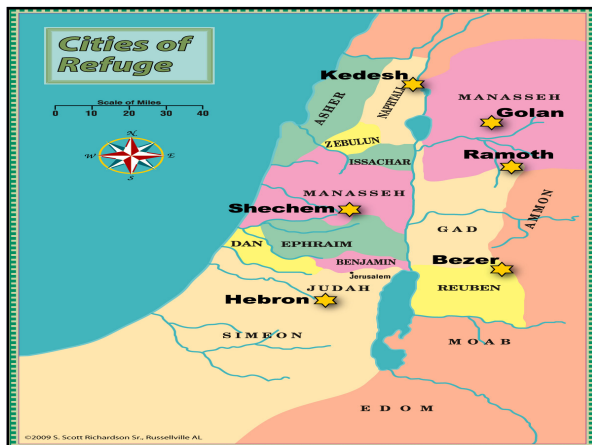 Cities of
Refuge
Scale of Miles
0 10 20 30 40
N
W E
S
Kedesh
NAPHTALI
ASHER
MANASSEH
Golan
ZEBULUN
ISSACHAR
Ramoth
MANASSEH
Shechem
AMMON
GAD
DAN
EPHRAIM
BENJAMIN
Bezer
Jerusalem
JUDAH
REUBEN
Hebron
SIMEON
MOAB
EDOM
©2009 S. Scott Richardson Sr., Russellville AL